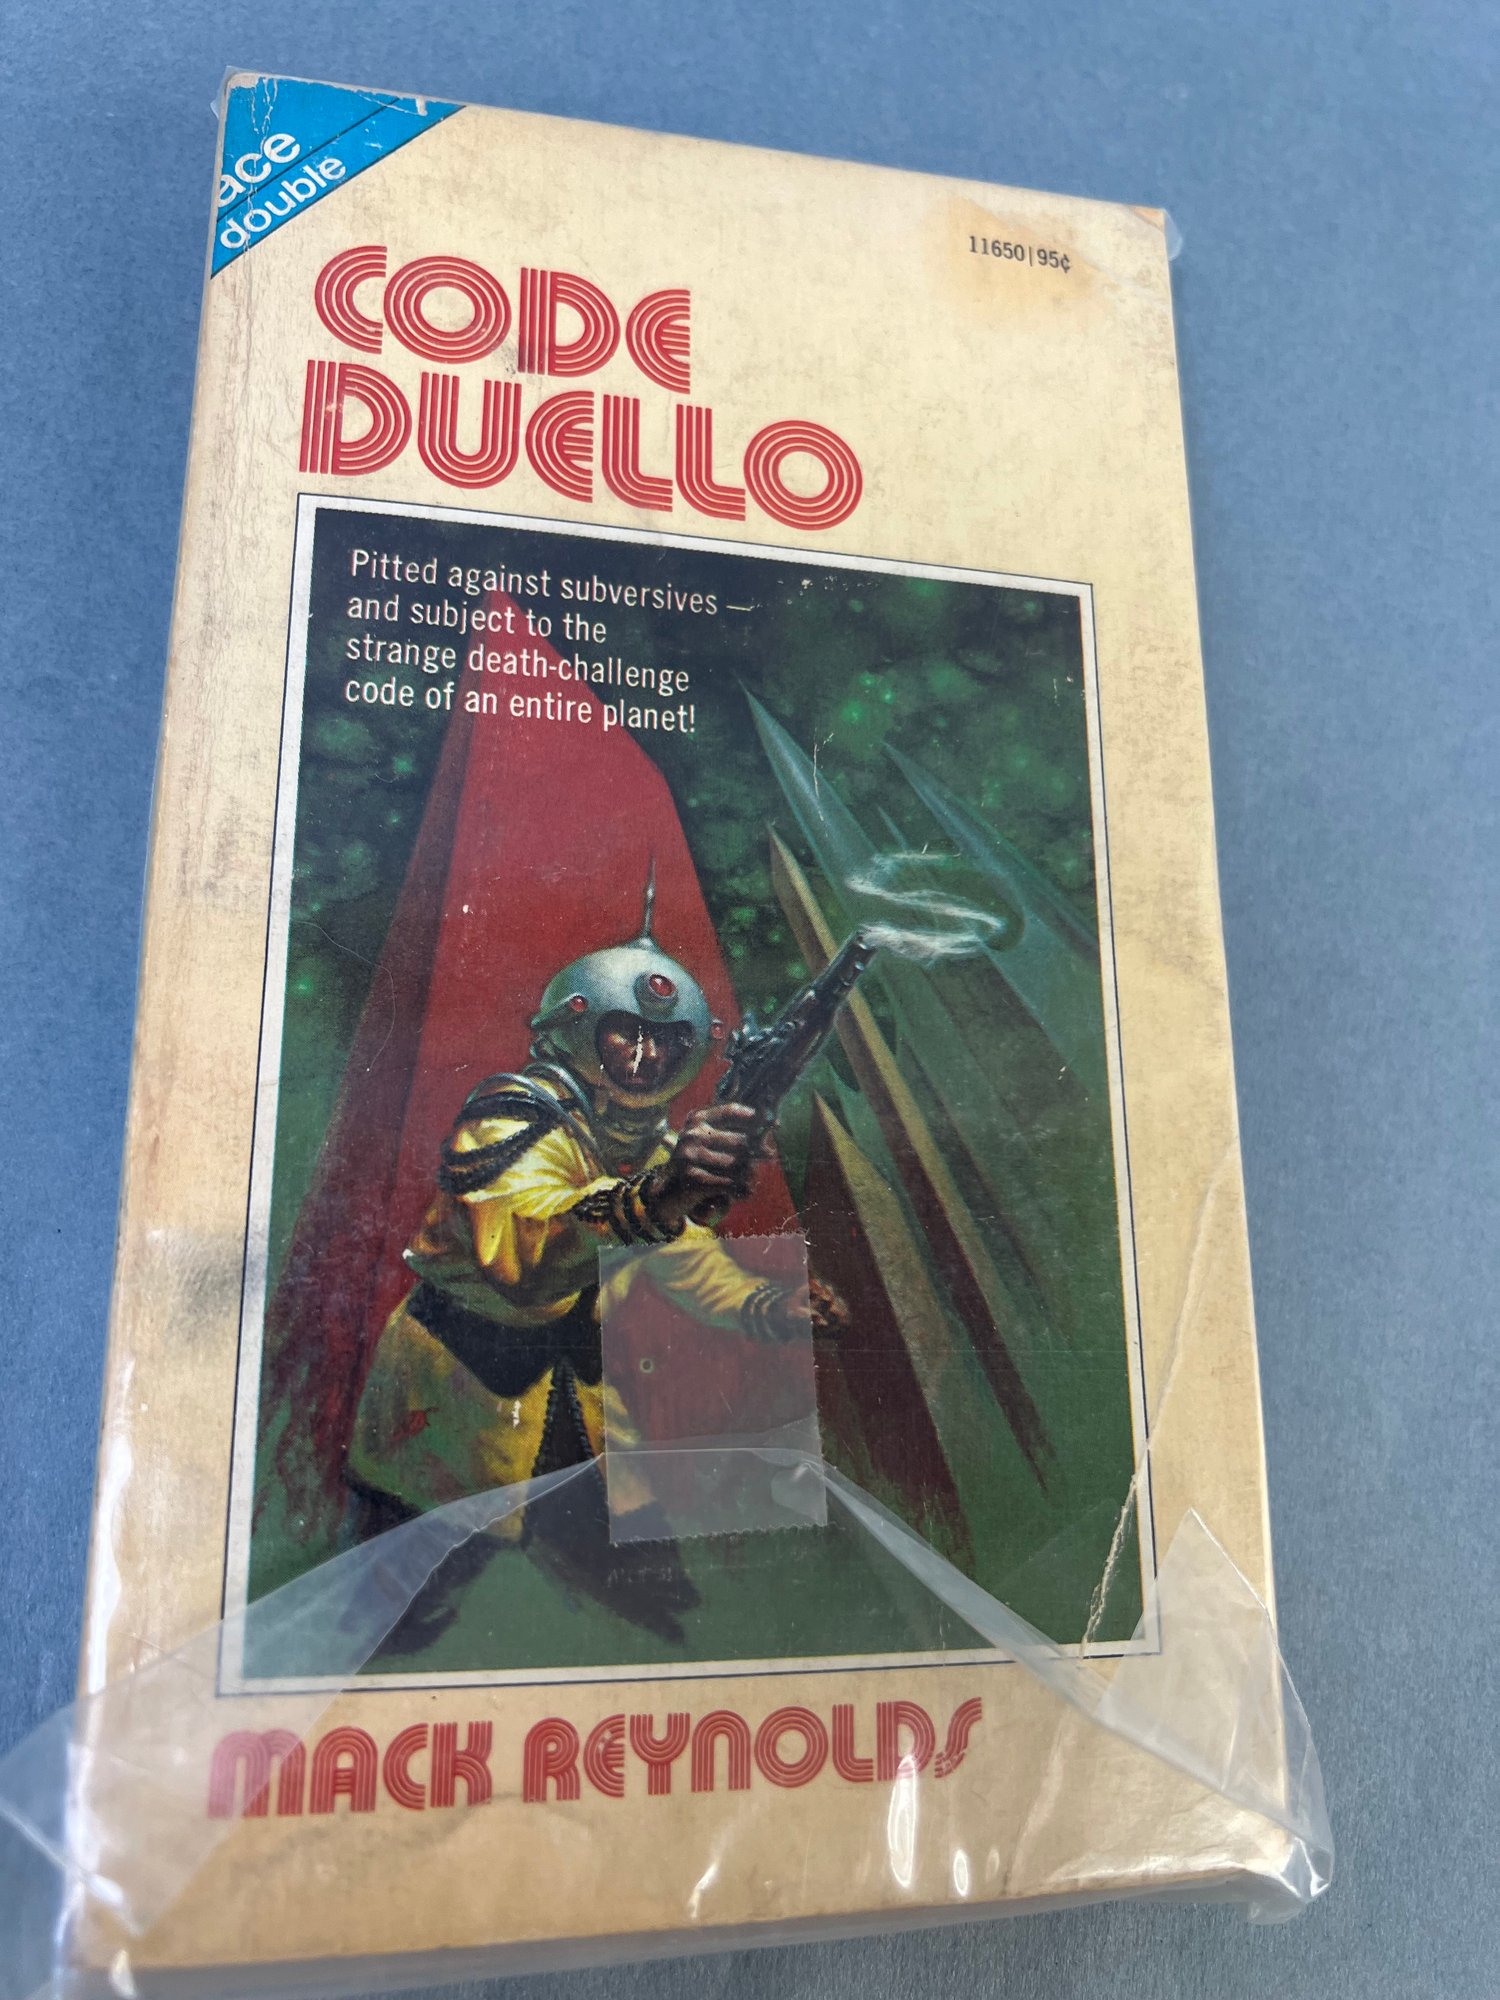 ace
double
11650|95¢
CODE
DUELLO
Pitted against subversives —
and subject to the
strange death-challenge
code of an entire planet!
MACK REYNOLDS